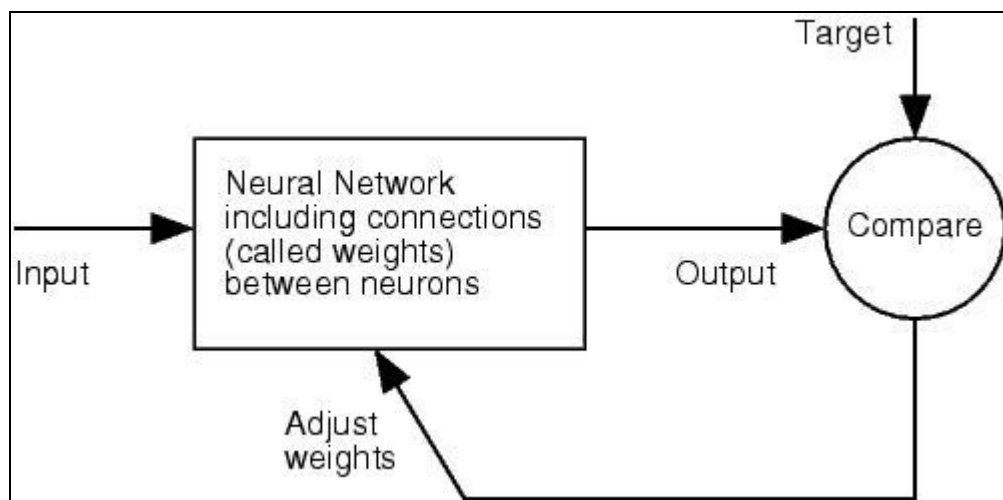 Target
Neural Network
including connections
(called weights)
between neurons
Compare
Input
Output
Adjust
weights